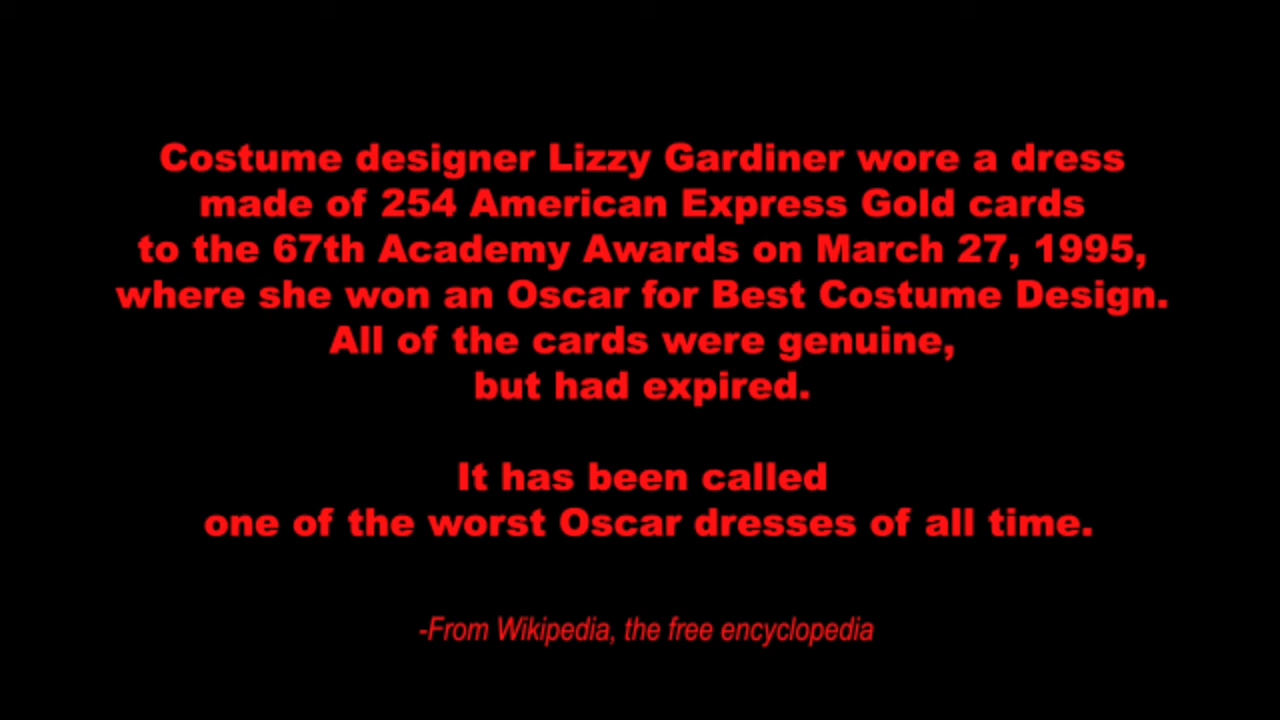 Costume designer Lizzy Gardiner wore a dress
made of 254 American Express Gold cards
to the 67th Academy Awards on March 27, 1995,
where she won an Oscar for Best Costume Design.
All of the cards were genuine,
but had expired.
It has been called
one of the worst Oscar dresses of all time.
-From Wikipedia, the free encyclopedia